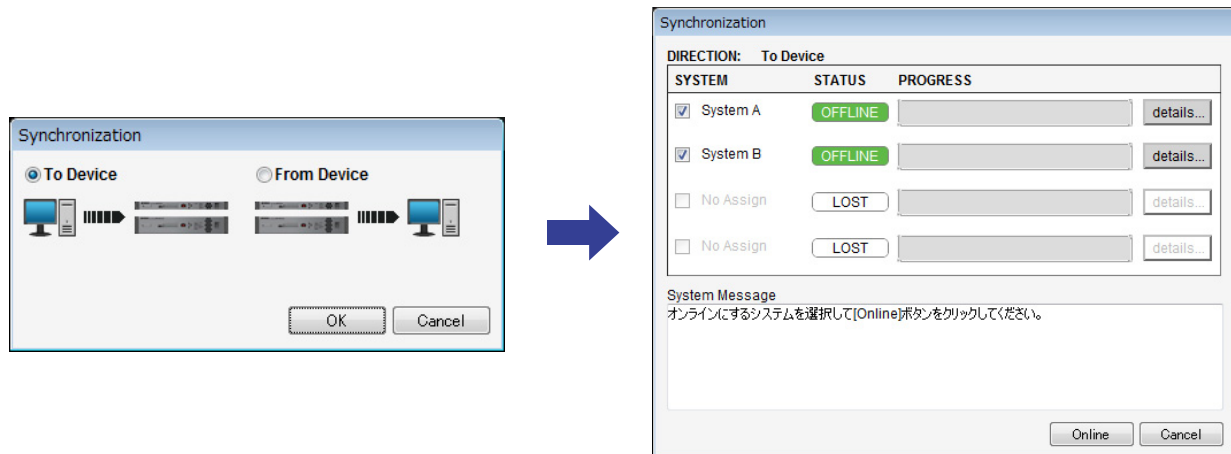 Synchronization
To Device
From Device
OK
Cancel
Synchronization
DIRECTION: To Device
SYSTEM STATUS PROGRESS
System A OFFLINE details...
System B OFFLINE details...
No Assign LOST details...
No Assign LOST details...
System Message
オンラインにするシステムを選択して[Online]ボタンをクリックしてください。
Online Cancel